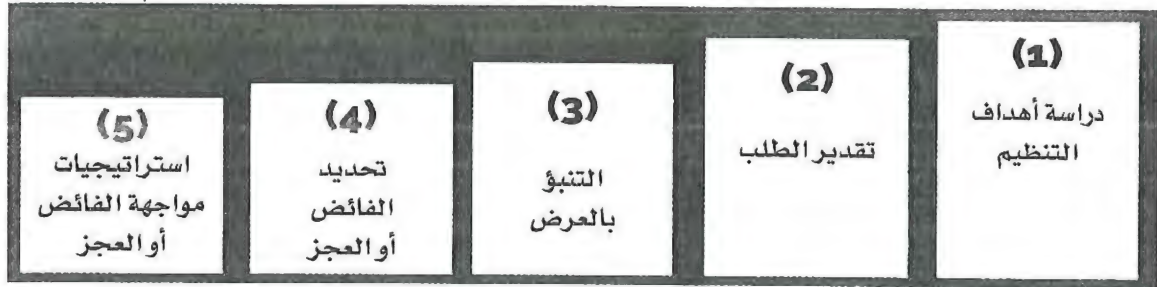 (1)
دراسة أهداف
التنظيم
(2)
تقدير الطلب
(3)
التنبؤ
بالعرض
(4)
تحديد
الفائض
أو العجز
(5)
استراتيجيات
مواجهة الفائض
أو العجز